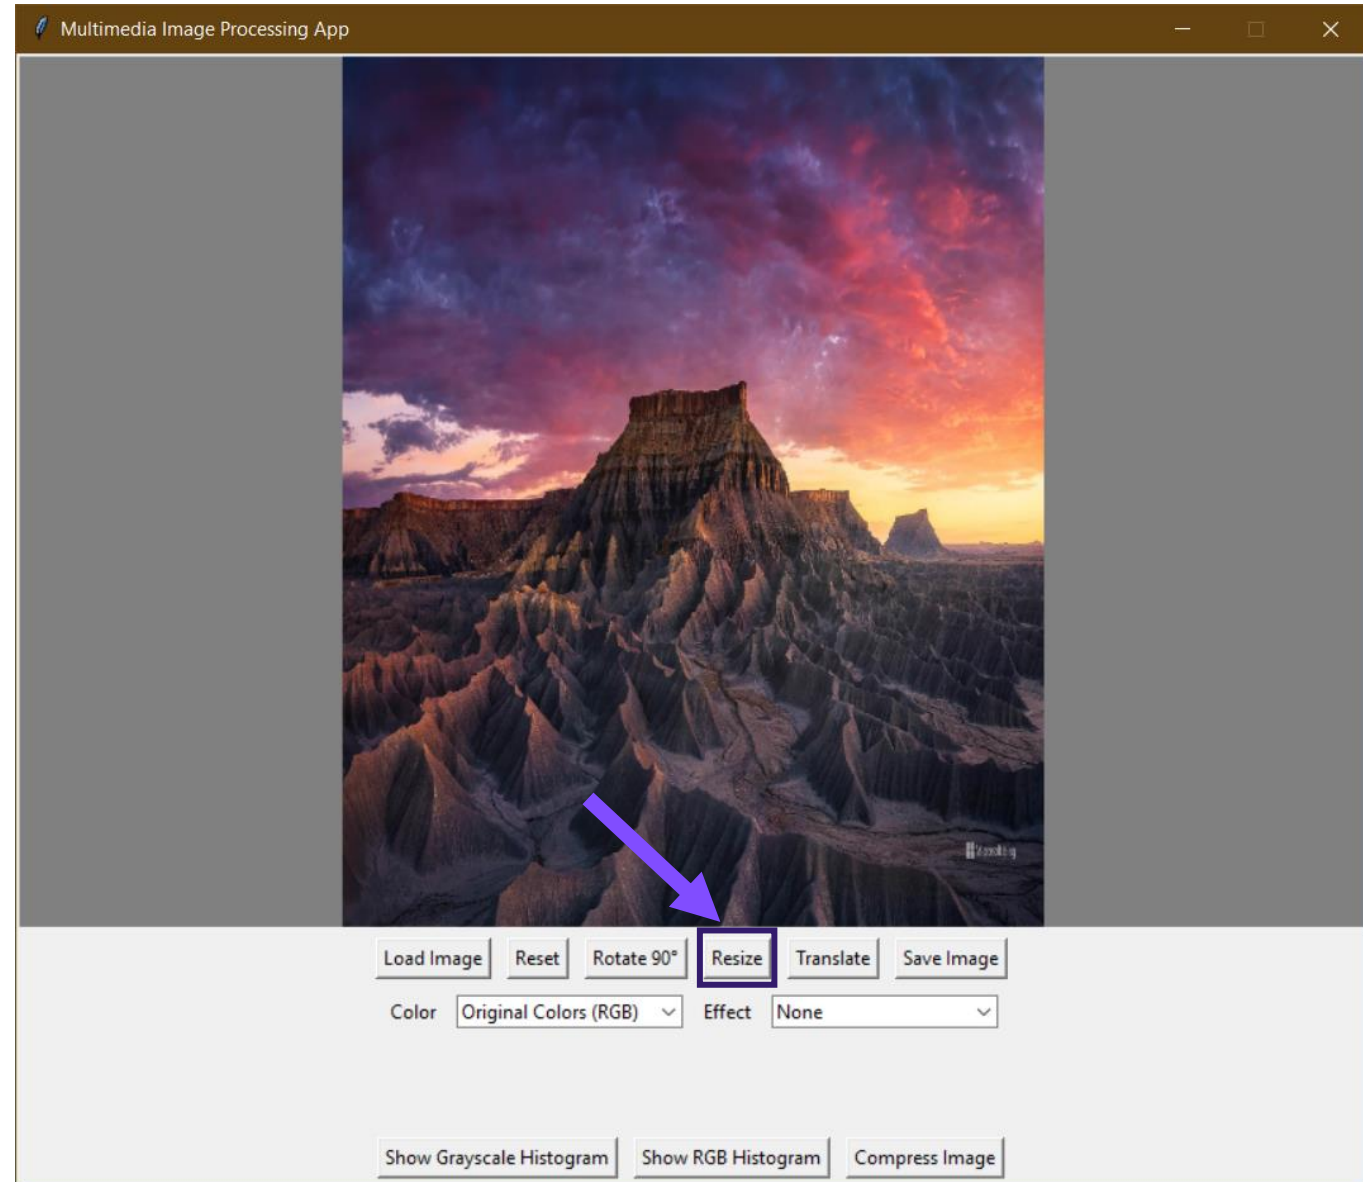 Multimedia Image Processing App
Load Image Reset Rotate 90° Resize Translate Save Image
Color Original Colors (RGB) Effect None
Show Grayscale Histogram Show RGB Histogram Compress Image